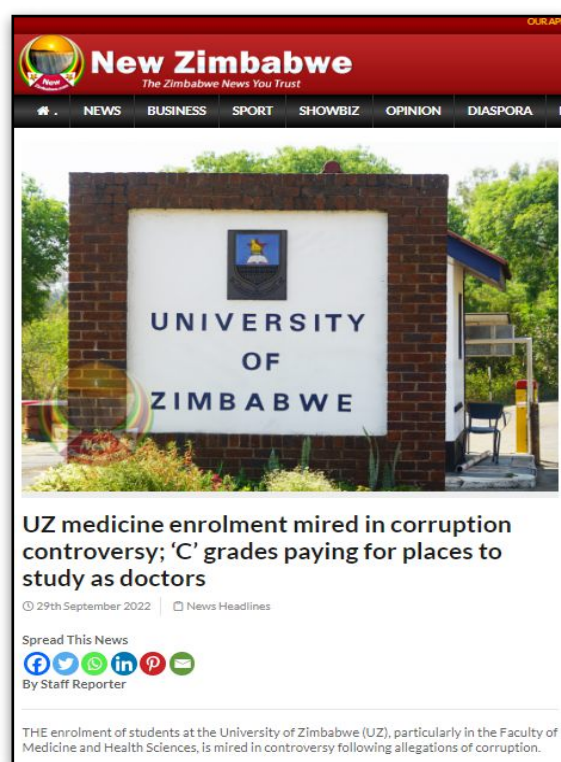 OUR AP
New Zimbabwe
The Zimbabwe News You Trust
.
NEWS
BUSINESS
SPORT
SHOWBIZ
OPINION
DIASPORA
UNIVERSITY
OF
ZIMBABWE
UZ medicine enrolment mired in corruption
controversy; ‘C’ grades paying for places to
study as doctors
29th September 2022
News Headlines
Spread This News
By Staff Reporter
THE enrolment of students at the University of Zimbabwe (UZ), particularly in the Faculty of
Medicine and Health Sciences, is mired in controversy following allegations of corruption.